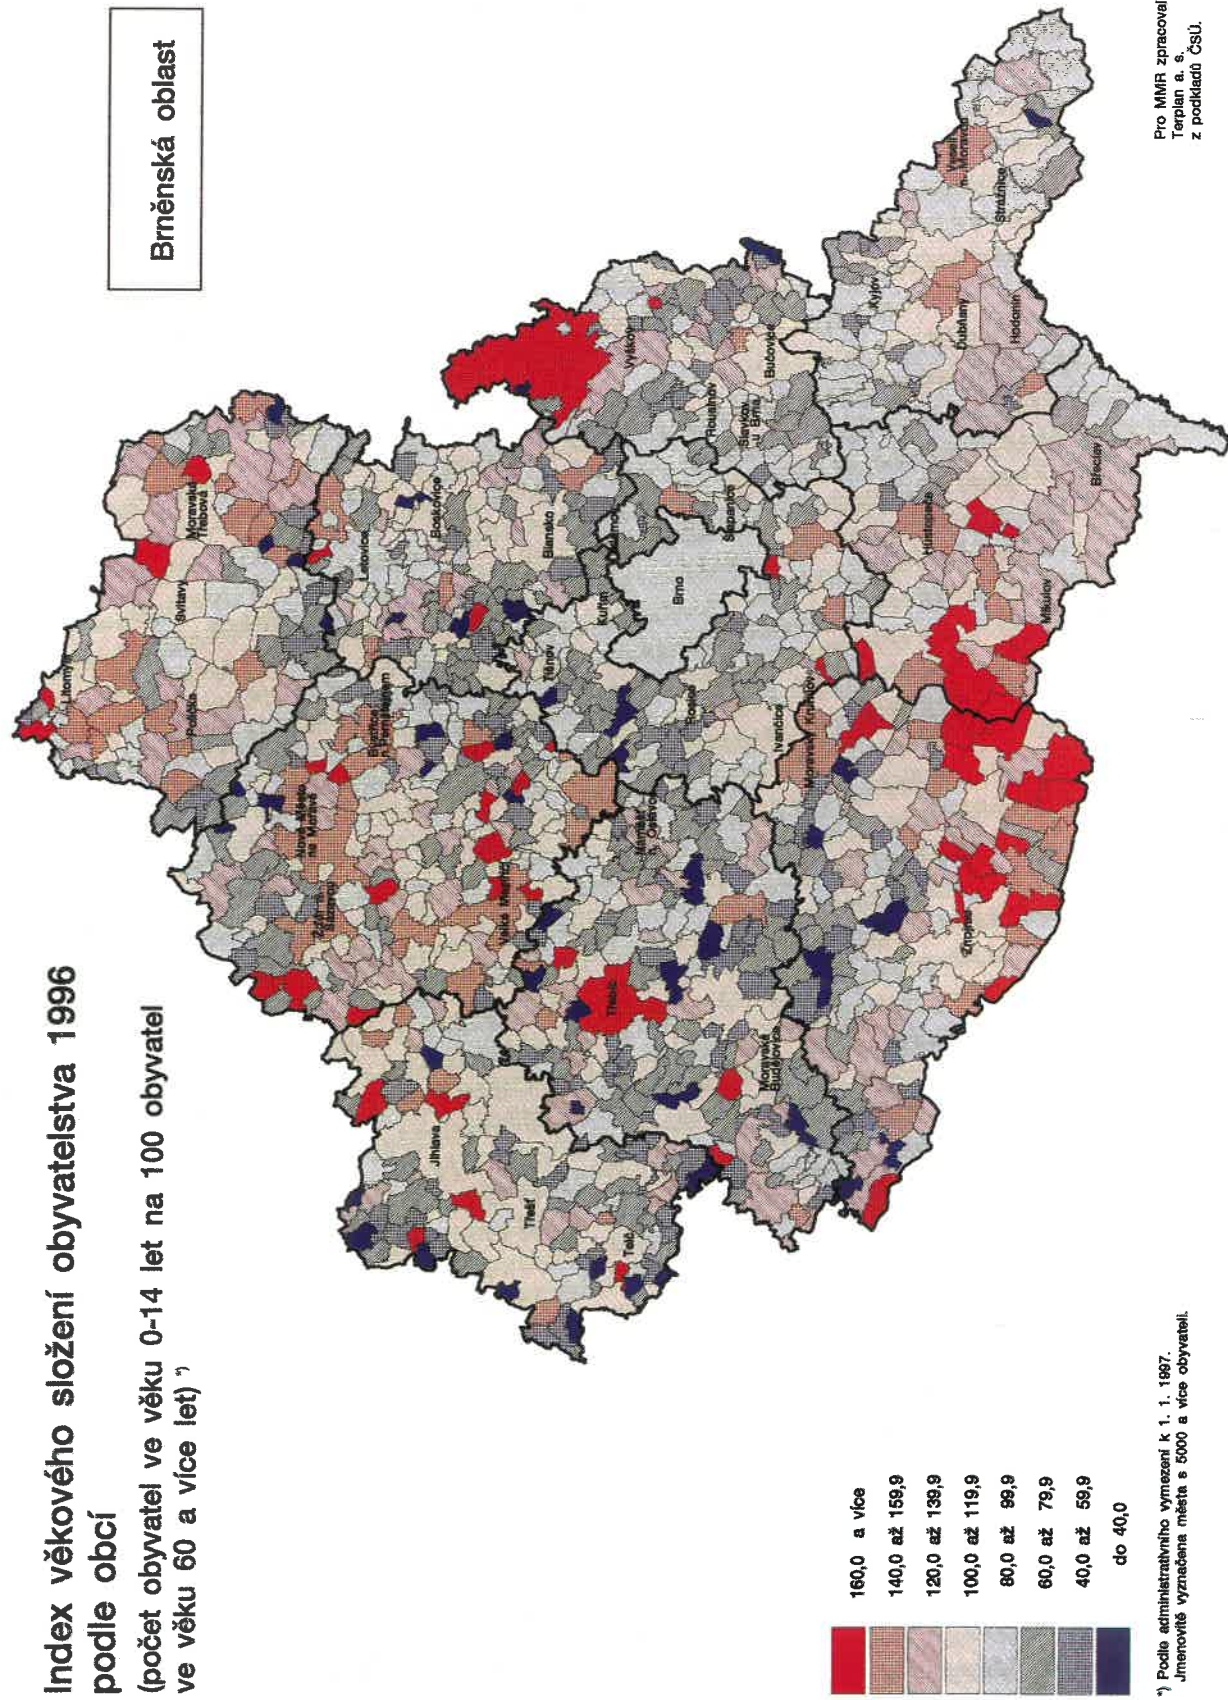 Index věkového složení obyvatelstva 1996
podle obcí
(počet obyvatel ve věku 0-14 let na 100 obyvatel
ve věku 60 a více let) *)
Brněnská oblast
Litomyšl
Svitavy
Moravská
Třebová
Polička
Letovice
Boskovice
Blansko
Bystřice
Nové Město
na Moravě
Žďár n.
Velké Meziříčí
Tišnov
Kuřim
Brno
Šlapanice
Vyškov
Rousínov
Slavkov
u Brna
Bučovice
Kyjov
Dubňany
Hodonín
Veselí
n. Moravou
Strážnice
Rosice
Ivančice
Moravský Krumlov
Náměšť
n. Oslavou
Třebíč
Moravské
Budějovice
Jihlava
Třešť
Telč
Znojmo
Hustopeče
Mikulov
Břeclav
160,0 a více
140,0 až 159,9
120,0 až 139,9
100,0 až 119,9
80,0 až 99,9
60,0 až 79,9
40,0 až 59,9
do 40,0
*) Podle administrativního vymezení k 1. 1. 1997.
Jmenovitě vyznačena města s 5000 a více obyvateli.
Pro MMR zpracoval
Terplan a. s.
z podkladů ČSÚ.